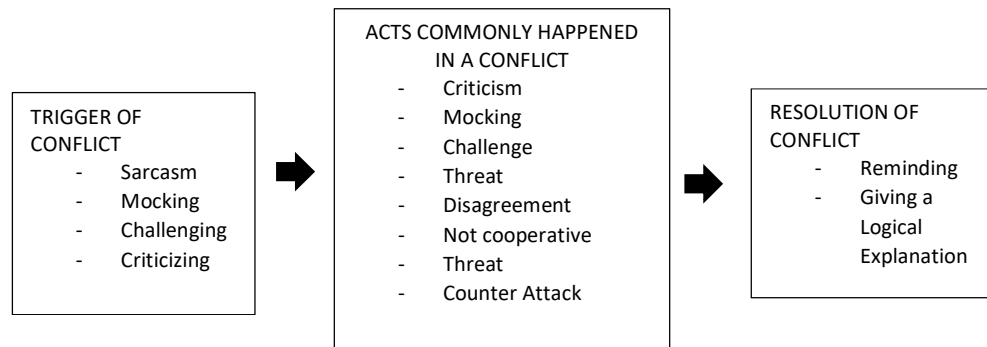 TRIGGER OF
CONFLICT
- Sarcasm
- Mocking
- Challenging
- Criticizing
ACTS COMMONLY HAPPENED
IN A CONFLICT
- Criticism
- Mocking
- Challenge
- Threat
- Disagreement
- Not cooperative
- Threat
- Counter Attack
RESOLUTION OF
CONFLICT
- Reminding
- Giving a
Logical
Explanation